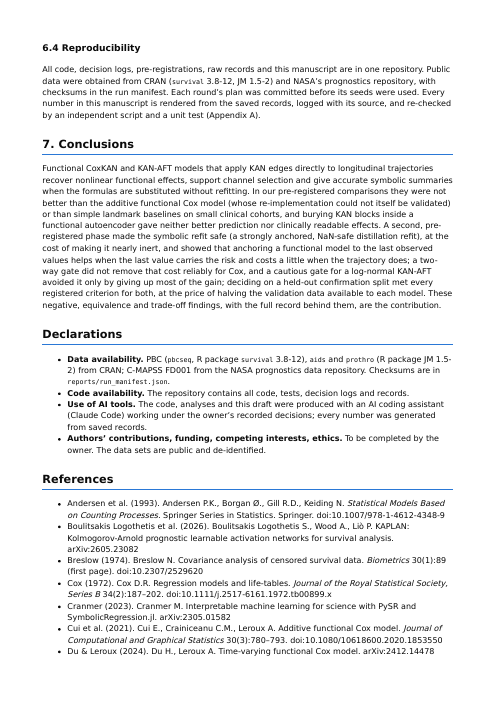 6.4 Reproducibility
All code, decision logs, pre-registrations, raw records and this manuscript are in one repository. Public
data were obtained from CRAN (survival 3.8-12, JM 1.5-2) and NASA's prognostics repository, with
checksums in the run manifest. Each round's plan was committed before its seeds were used. Every
number in this manuscript is rendered from the saved records, logged with its source, and re-checked
by an independent script and a unit test (Appendix A).
7. Conclusions
Functional CoxKAN and KAN-AFT models that apply KAN edges directly to longitudinal trajectories
recover nonlinear functional effects, support channel selection and give accurate symbolic summaries
when the formulas are substituted without refitting. In our pre-registered comparisons they were not
better than the additive functional Cox model (whose re-implementation could not itself be validated)
or than simple landmark baselines on small clinical cohorts, and burying KAN blocks inside a
functional autoencoder gave neither better prediction nor clinically readable effects. A second, pre-
registered phase made the symbolic refit safe (a strongly anchored, NaN-safe distillation refit), at the
cost of making it nearly inert, and showed that anchoring a functional model to the last observed
values helps when the last value carries the risk and costs a little when the trajectory does; a two-
way gate did not remove that cost reliably for Cox, and a cautious gate for a log-normal KAN-AFT
avoided it only by giving up most of the gain; deciding on a held-out confirmation split met every
registered criterion for both, at the price of halving the validation data available to each model. These
negative, equivalence and trade-off findings, with the full record behind them, are the contribution.
Declarations
• Data availability. PBC (pbcseq, R package survival 3.8-12), aids and prothro (R package JM 1.5-
2) from CRAN; C-MAPSS FD001 from the NASA prognostics data repository. Checksums are in
reports/run_manifest.json.
• Code availability. The repository contains all code, tests, decision logs and records.
• Use of AI tools. The code, analyses and this draft were produced with an AI coding assistant
(Claude Code) working under the owner's recorded decisions; every number was generated
from saved records.
• Authors' contributions, funding, competing interests, ethics. To be completed by the
owner. The data sets are public and de-identified.
References
• Andersen et al. (1993). Andersen P.K., Borgan Ø., Gill R.D., Keiding N. Statistical Models Based
on Counting Processes. Springer Series in Statistics. Springer. doi:10.1007/978-1-4612-4348-9
• Boulitsakis Logothetis et al. (2026). Boulitsakis Logothetis S., Wood A., Liò P. KAPLAN:
Kolmogorov-Arnold prognostic learnable activation networks for survival analysis.
arXiv:2605.23082
• Breslow (1974). Breslow N. Covariance analysis of censored survival data. Biometrics 30(1):89
(first page). doi:10.2307/2529620
• Cox (1972). Cox D.R. Regression models and life-tables. Journal of the Royal Statistical Society,
Series B 34(2):187–202. doi:10.1111/j.2517-6161.1972.tb00899.x
• Cranmer (2023). Cranmer M. Interpretable machine learning for science with PySR and
SymbolicRegression.jl. arXiv:2305.01582
• Cui et al. (2021). Cui E., Crainiceanu C.M., Leroux A. Additive functional Cox model. Journal of
Computational and Graphical Statistics 30(3):780–793. doi:10.1080/10618600.2020.1853550
• Du & Leroux (2024). Du H., Leroux A. Time-varying functional Cox model. arXiv:2412.14478